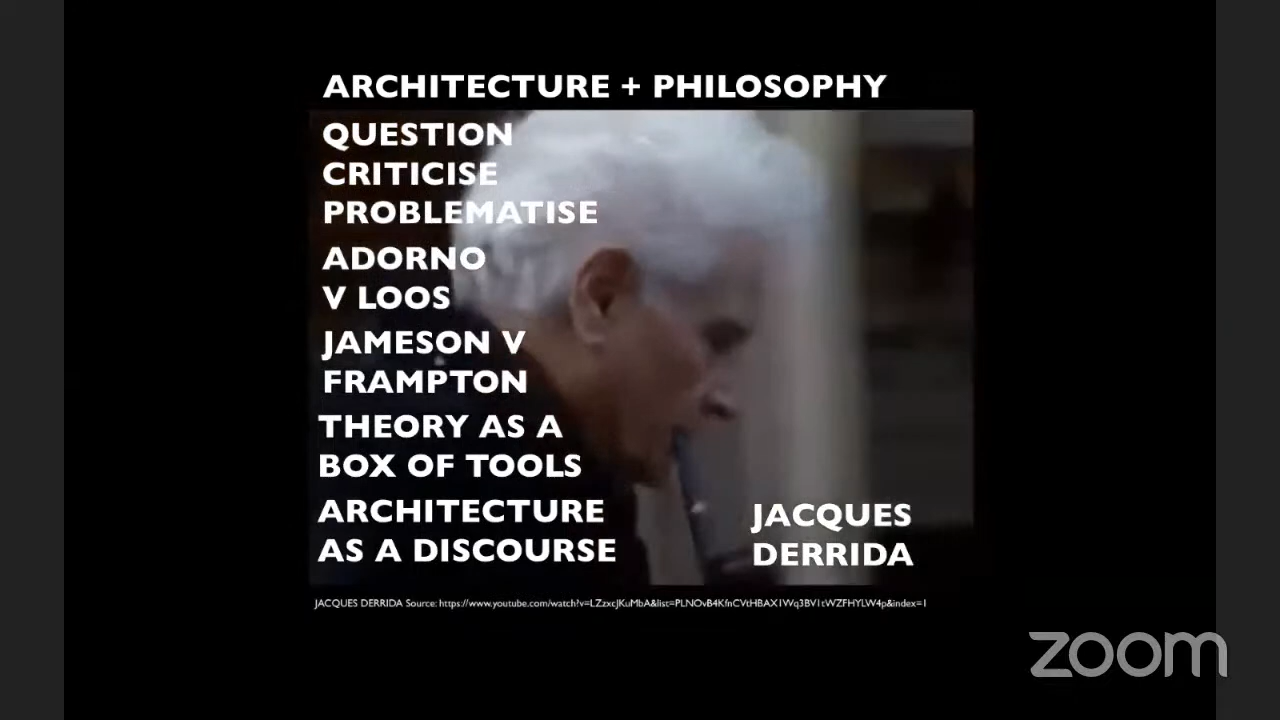 ARCHITECTURE + PHILOSOPHY
QUESTION
CRITICISE
PROBLEMATISE
ADORNO
V LOOS
JAMESON V
FRAMPTON
THEORY AS A
BOX OF TOOLS
ARCHITECTURE
AS A DISCOURSE
JACQUES
DERRIDA
JACQUES DERRIDA Source: https://www.youtube.com/watch?v=LZzxcJKuMbA&list=PLNOvB4KfnCVtHBAX1Wq3BV1tWZFHYLW4p&index=1
zoom